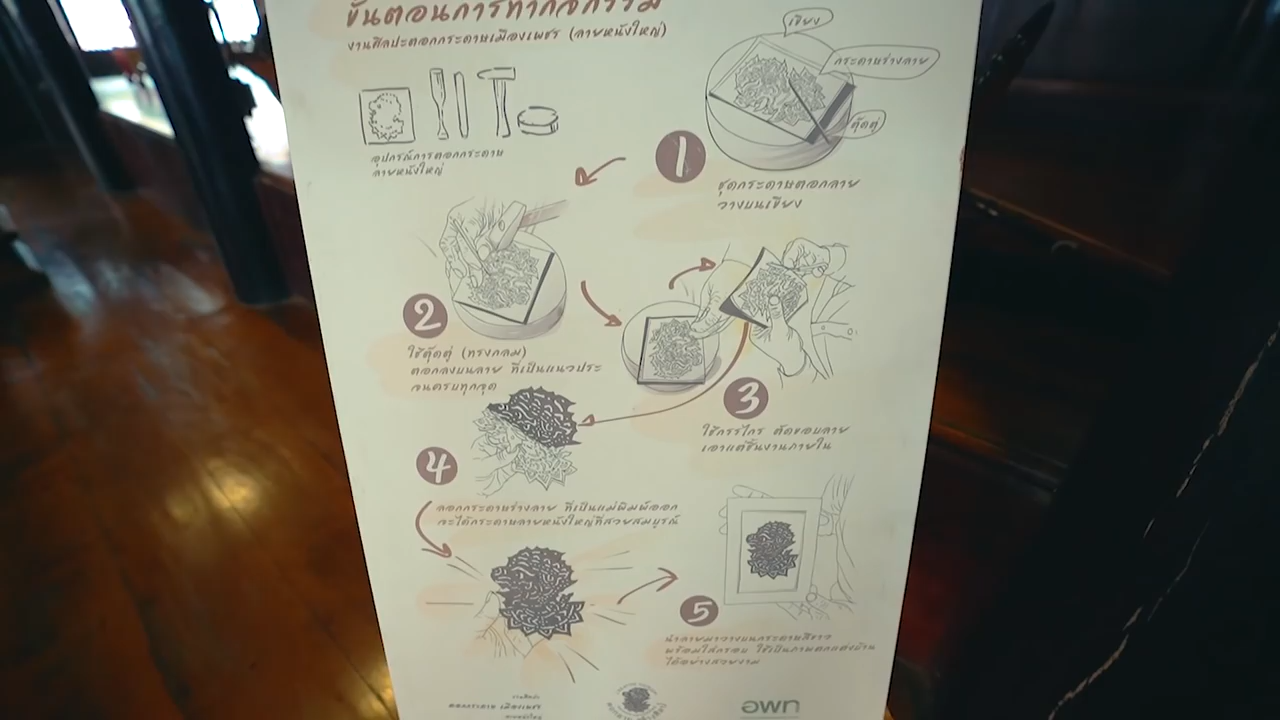 ขั้นตอนการทำกิจกรรม
งานศิลปะตอกกระดาษเมืองเพชร (ลายหนังใหญ่)
เขียง
กระดาษร่างลาย
ตุ๊ดตู่
อุปกรณ์การตอกกระดาษ
ลายหนังใหญ่
1
ชุดกระดาษตอกลาย
วางบนเขียง
2
ใช้ตุ๊ดตู่ (ทรงกลม)
ตอกลงบนลาย ที่เป็นแนวประ
จนครบทุกจุด
3
ใช้กรรไกร ตัดขอบลาย
เอาแต่ชิ้นงานภายใน
4
ลอกกระดาษร่างลาย ที่เป็นแม่พิมพ์ออก
จะได้กระดาษลายหนังใหญ่ที่สวยสมบูรณ์
5
นำลายมาวางบนกระดาษสีขาว
พร้อมใส่กรอบ ใช้เป็นภาพตกแต่งบ้าน
ได้อย่างสวยงาม
อพท